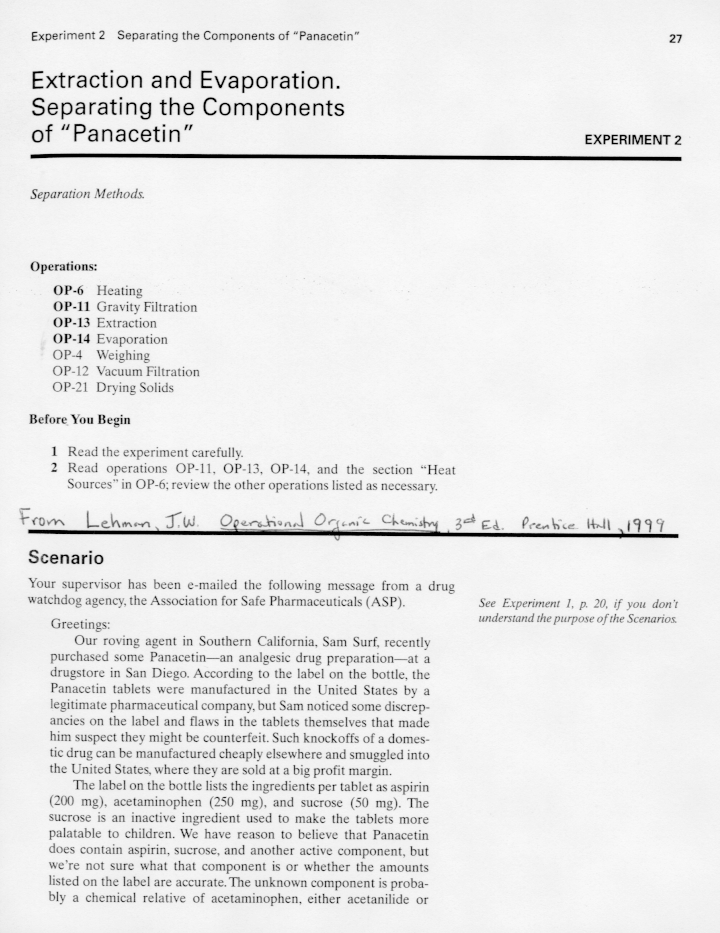 Experiment 2 Separating the Components of "Panacetin"
27
Extraction and Evaporation.
Separating the Components
of "Panacetin"
EXPERIMENT 2
Separation Methods.
Operations:
OP-6 Heating
OP-11 Gravity Filtration
OP-13 Extraction
OP-14 Evaporation
OP-4 Weighing
OP-12 Vacuum Filtration
OP-21 Drying Solids
Before You Begin
1 Read the experiment carefully.
2 Read operations OP-11, OP-13, OP-14, and the section "Heat
Sources" in OP-6; review the other operations listed as necessary.
From Lehman, J.W. Operational Organic Chemistry, 3rd Ed. Prentice Hall, 1999
Scenario
Your supervisor has been e-mailed the following message from a drug
watchdog agency, the Association for Safe Pharmaceuticals (ASP).
See Experiment 1, p. 20, if you don't
understand the purpose of the Scenarios.
Greetings:
Our roving agent in Southern California, Sam Surf, recently
purchased some Panacetin—an analgesic drug preparation—at a
drugstore in San Diego. According to the label on the bottle, the
Panacetin tablets were manufactured in the United States by a
legitimate pharmaceutical company, but Sam noticed some discrep-
ancies on the label and flaws in the tablets themselves that made
him suspect they might be counterfeit. Such knockoffs of a domes-
tic drug can be manufactured cheaply elsewhere and smuggled into
the United States, where they are sold at a big profit margin.
The label on the bottle lists the ingredients per tablet as aspirin
(200 mg), acetaminophen (250 mg), and sucrose (50 mg). The
sucrose is an inactive ingredient used to make the tablets more
palatable to children. We have reason to believe that Panacetin
does contain aspirin, sucrose, and another active component, but
we're not sure what that component is or whether the amounts
listed on the label are accurate. The unknown component is proba-
bly a chemical relative of acetaminophen, either acetanilide or